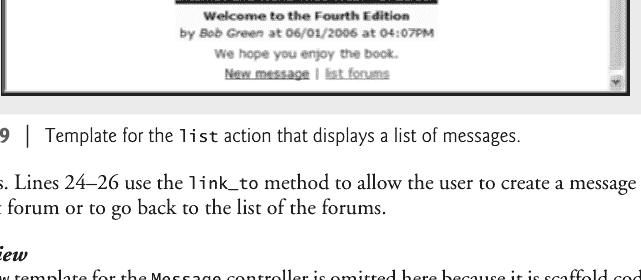 Welcome to the Fourth Edition
by Bob Green at 06/01/2006 at 04:07PM
We hope you enjoy the book.
New message | list forums
9 | Template for the list action that displays a list of messages.
s. Lines 24–26 use the link_to method to allow the user to create a message
t forum or to go back to the list of the forums.
iew
w template for the Message controller is omitted here because it is scaffold cod